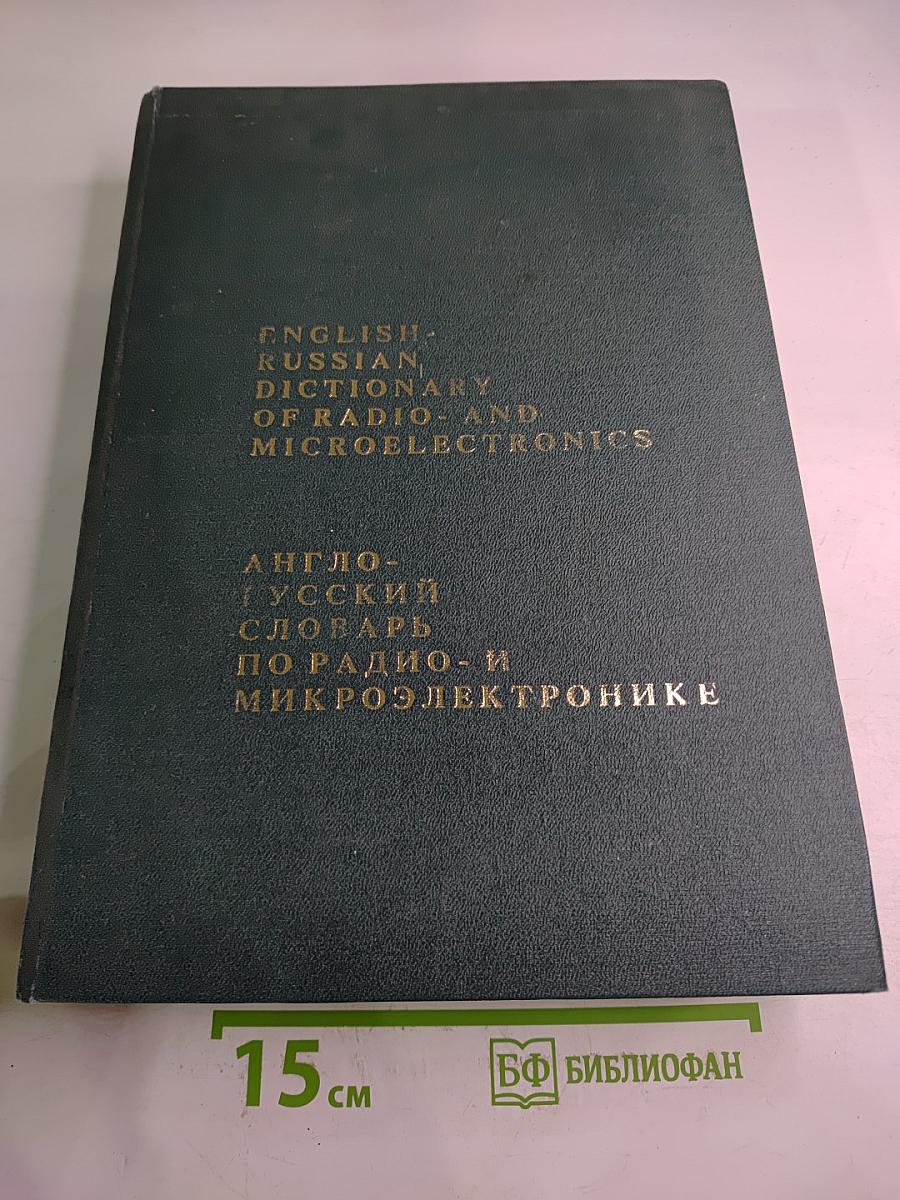 ENGLISH-
RUSSIAN
DICTIONARY
OF RADIO- AND
MICROELECTRONICS
АНГЛО-
РУССКИЙ
СЛОВАРЬ
ПО РАДИО- И
МИКРОЭЛЕКТРОНИКЕ
15 см
БФ БИБЛИОФАН